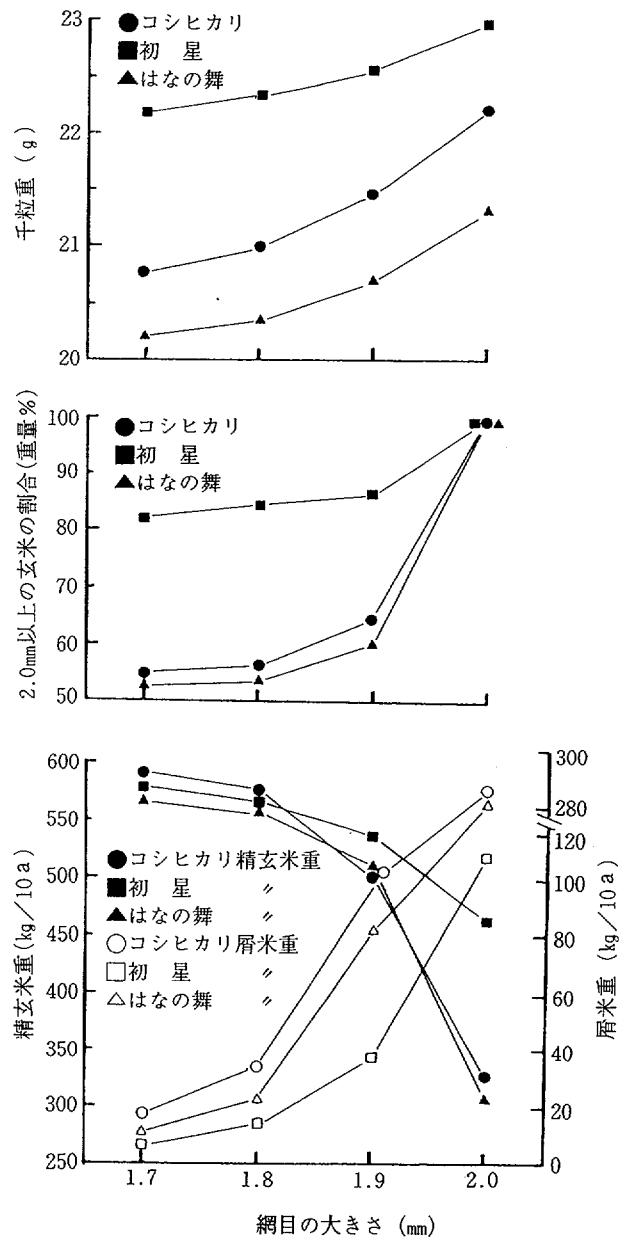 ●コシヒカリ
■初 星
▲はなの舞
千粒重 (g)
23
22
21
20
●コシヒカリ
■初 星
▲はなの舞
2.0mm以上の玄米の割合(重量%)
100
90
80
70
60
50
600
550
500
450
400
350
300
250
精玄米重(kg/10a)
●コシヒカリ精玄米重
■初 星 〃
▲はなの舞 〃
○コシヒカリ屑米重
□初 星 〃
△はなの舞 〃
300
280
120
100
80
60
40
20
0
屑米重 (kg/10a)
1.7 1.8 1.9 2.0
網目の大きさ (mm)